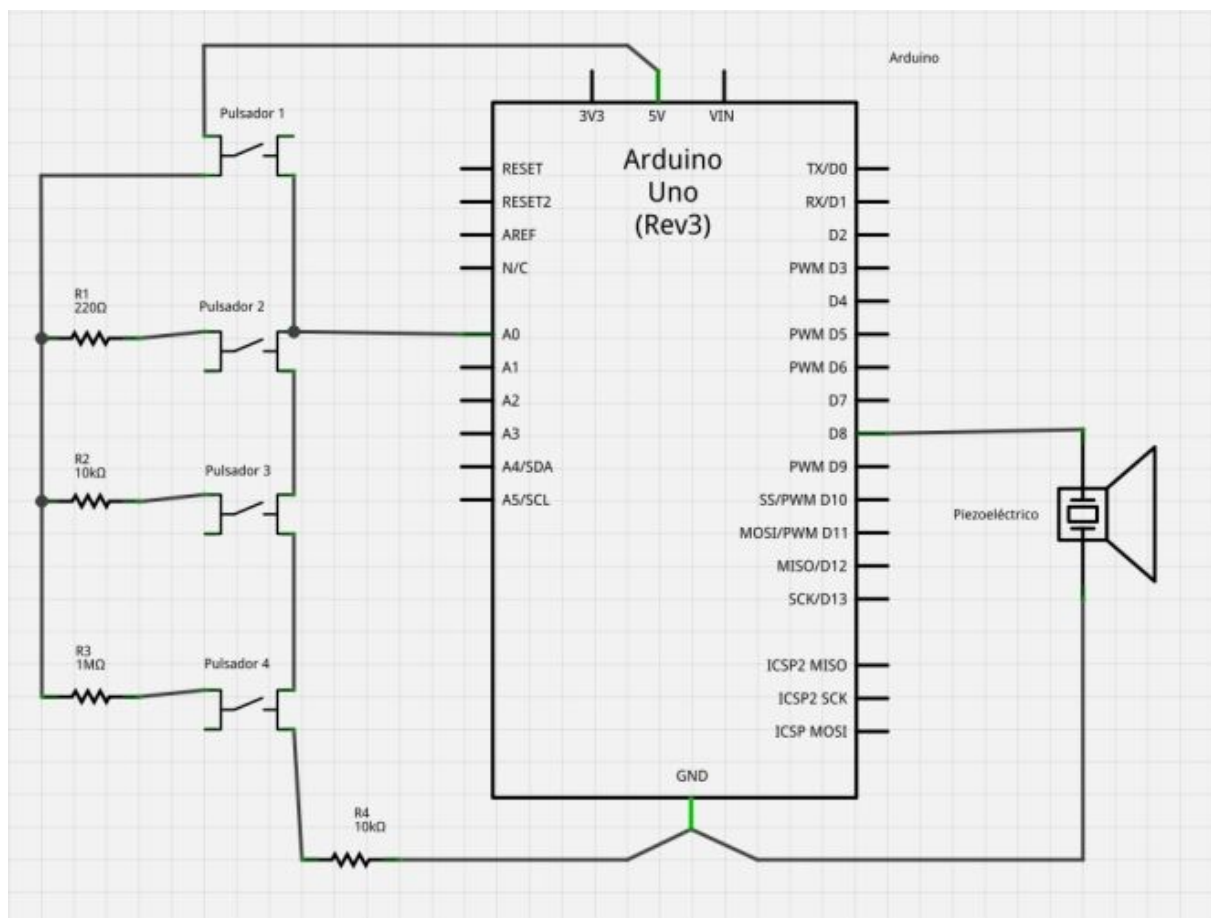 Arduino
Pulsador 1
3V3
5V
VIN
Arduino
Uno
(Rev3)
RESET
RESET2
AREF
N/C
A0
A1
A2
A3
A4/SDA
A5/SCL
TX/D0
RX/D1
D2
PWM D3
D4
PWM D5
PWM D6
D7
D8
PWM D9
SS/PWM D10
MOSI/PWM D11
MISO/D12
SCK/D13
ICSP2 MISO
ICSP2 SCK
ICSP MOSI
GND
R1
220Ω
Pulsador 2
R2
10kΩ
Pulsador 3
R3
1MΩ
Pulsador 4
R4
10kΩ
Piezoeléctrico